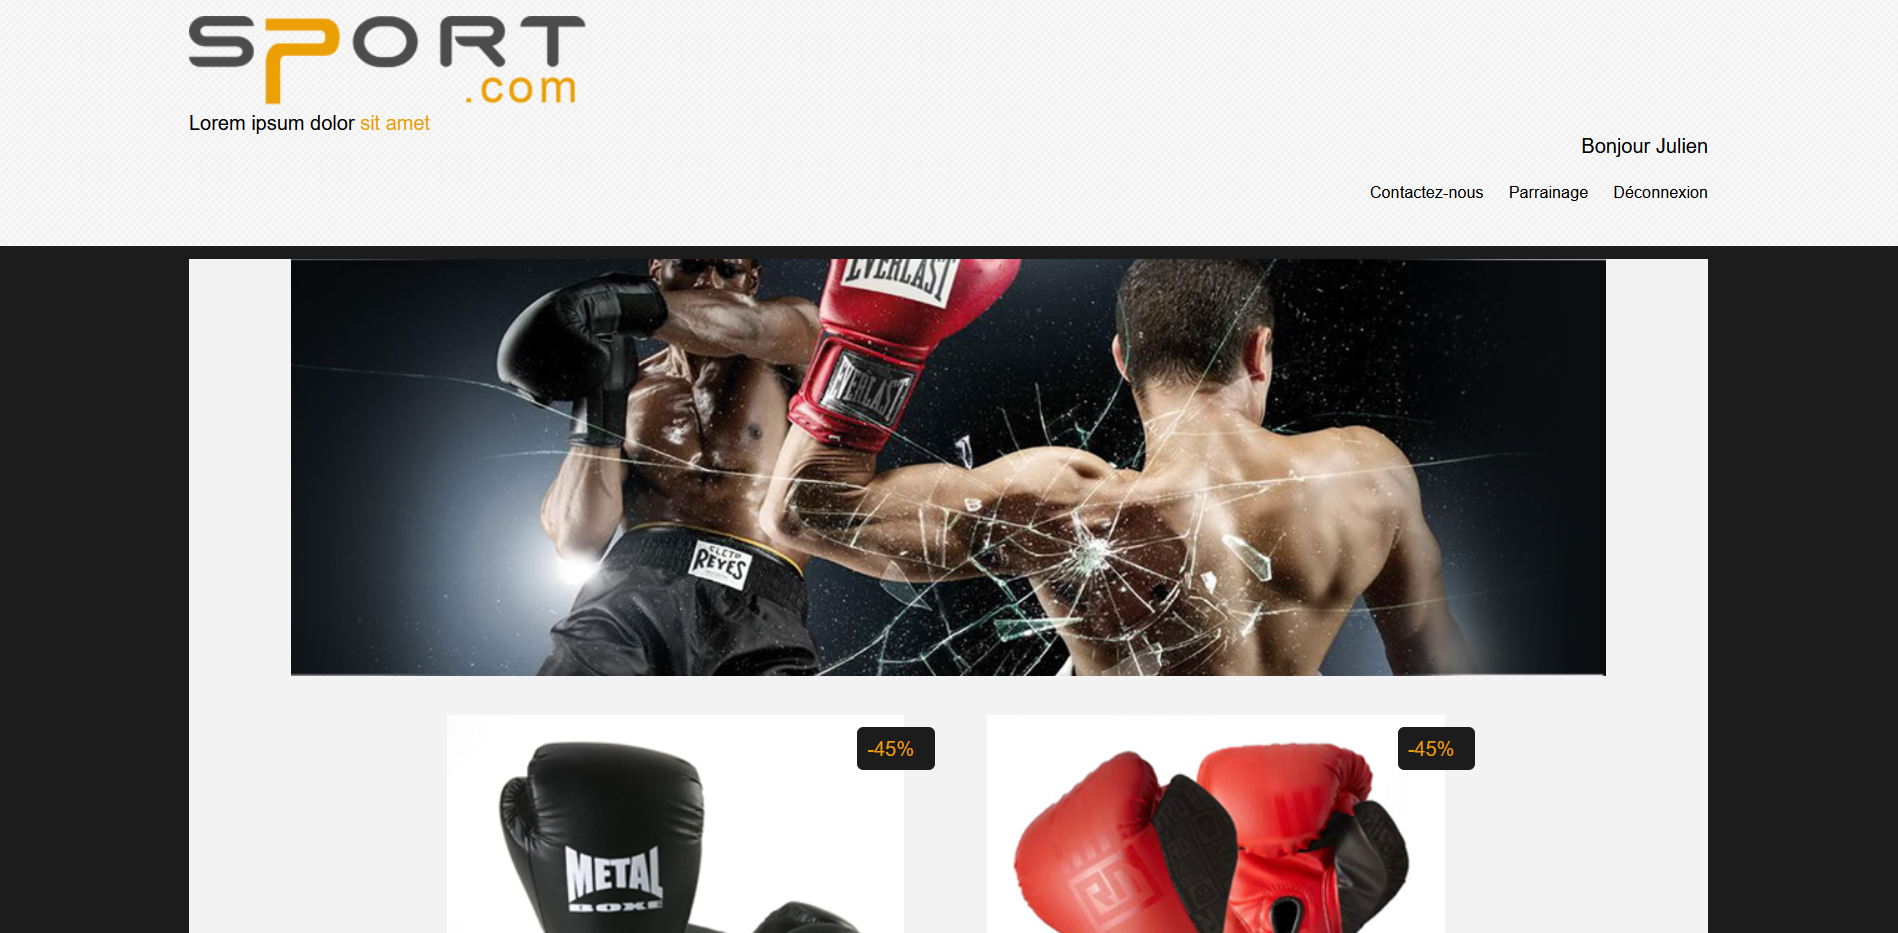 SPORT
.com
Lorem ipsum dolor sit amet
Bonjour Julien
Contactez-nous Parrainage Déconnexion
EVERLAST
EVERLAST
CLETO
REYES
-45%
-45%
METAL
BOXE